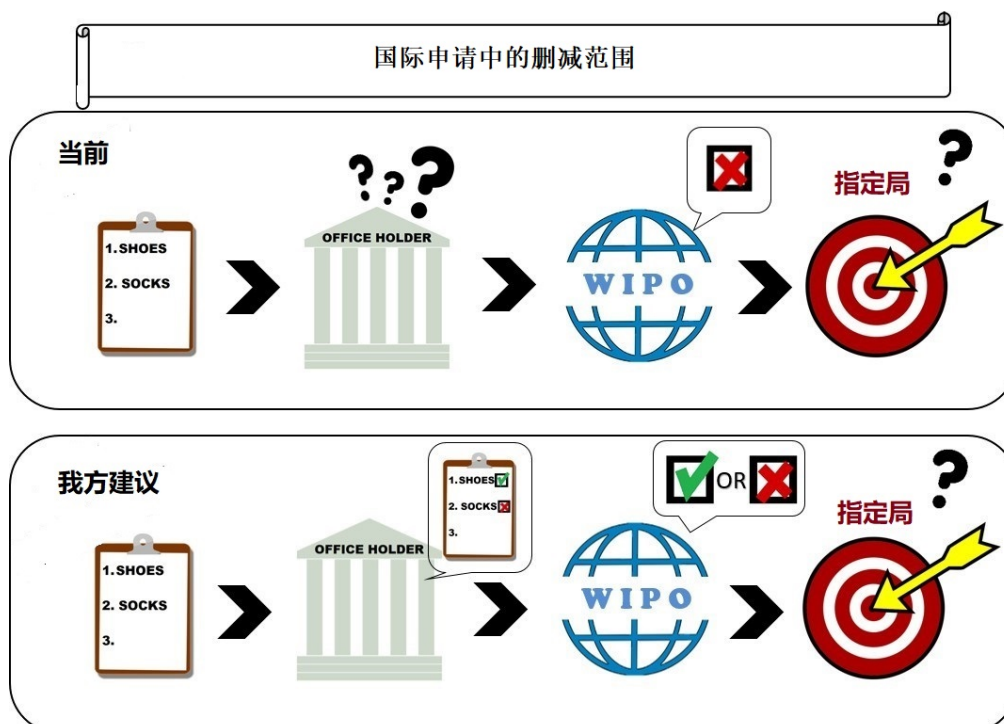 国际申请中的删减范围
当前
指定局
OFFICE HOLDER
1. SHOES
2. SOCKS
3.
WIPO
我方建议
1. SHOES
2. SOCKS
3.
OFFICE HOLDER
1. SHOES
2. SOCKS
3.
OR
WIPO
指定局